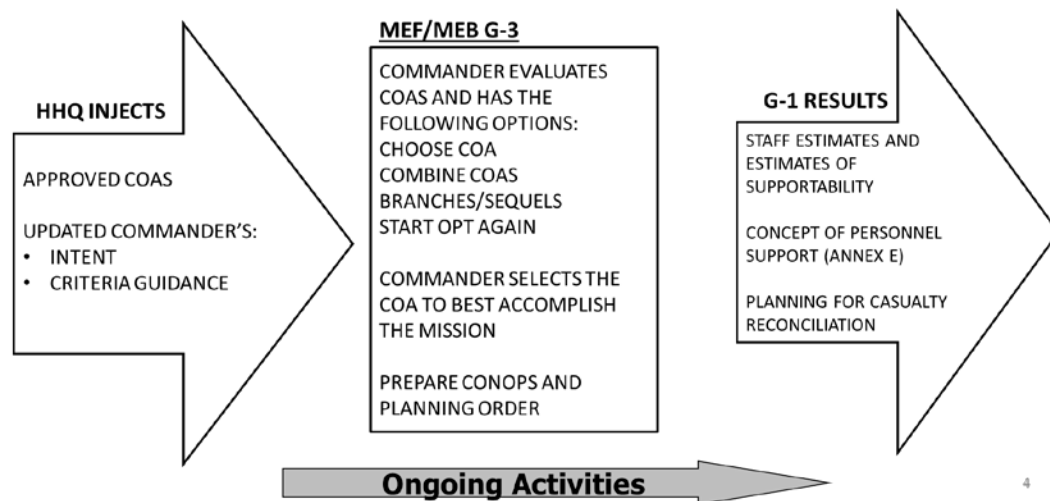 HHQ INJECTS
APPROVED COAS
UPDATED COMMANDER'S:
• INTENT
• CRITERIA GUIDANCE
MEF/MEB G-3
COMMANDER EVALUATES
COAS AND HAS THE
FOLLOWING OPTIONS:
CHOOSE COA
COMBINE COAS
BRANCHES/SEQUELS
START OPT AGAIN
COMMANDER SELECTS THE
COA TO BEST ACCOMPLISH
THE MISSION
PREPARE CONOPS AND
PLANNING ORDER
G-1 RESULTS
STAFF ESTIMATES AND
ESTIMATES OF
SUPPORTABILITY
CONCEPT OF PERSONNEL
SUPPORT (ANNEX E)
PLANNING FOR CASUALTY
RECONCILIATION
Ongoing Activities
4